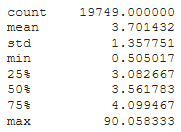 count 19749.000000
mean 3.701432
std 1.357751
min 0.505017
25% 3.082667
50% 3.561783
75% 4.099467
max 90.058333